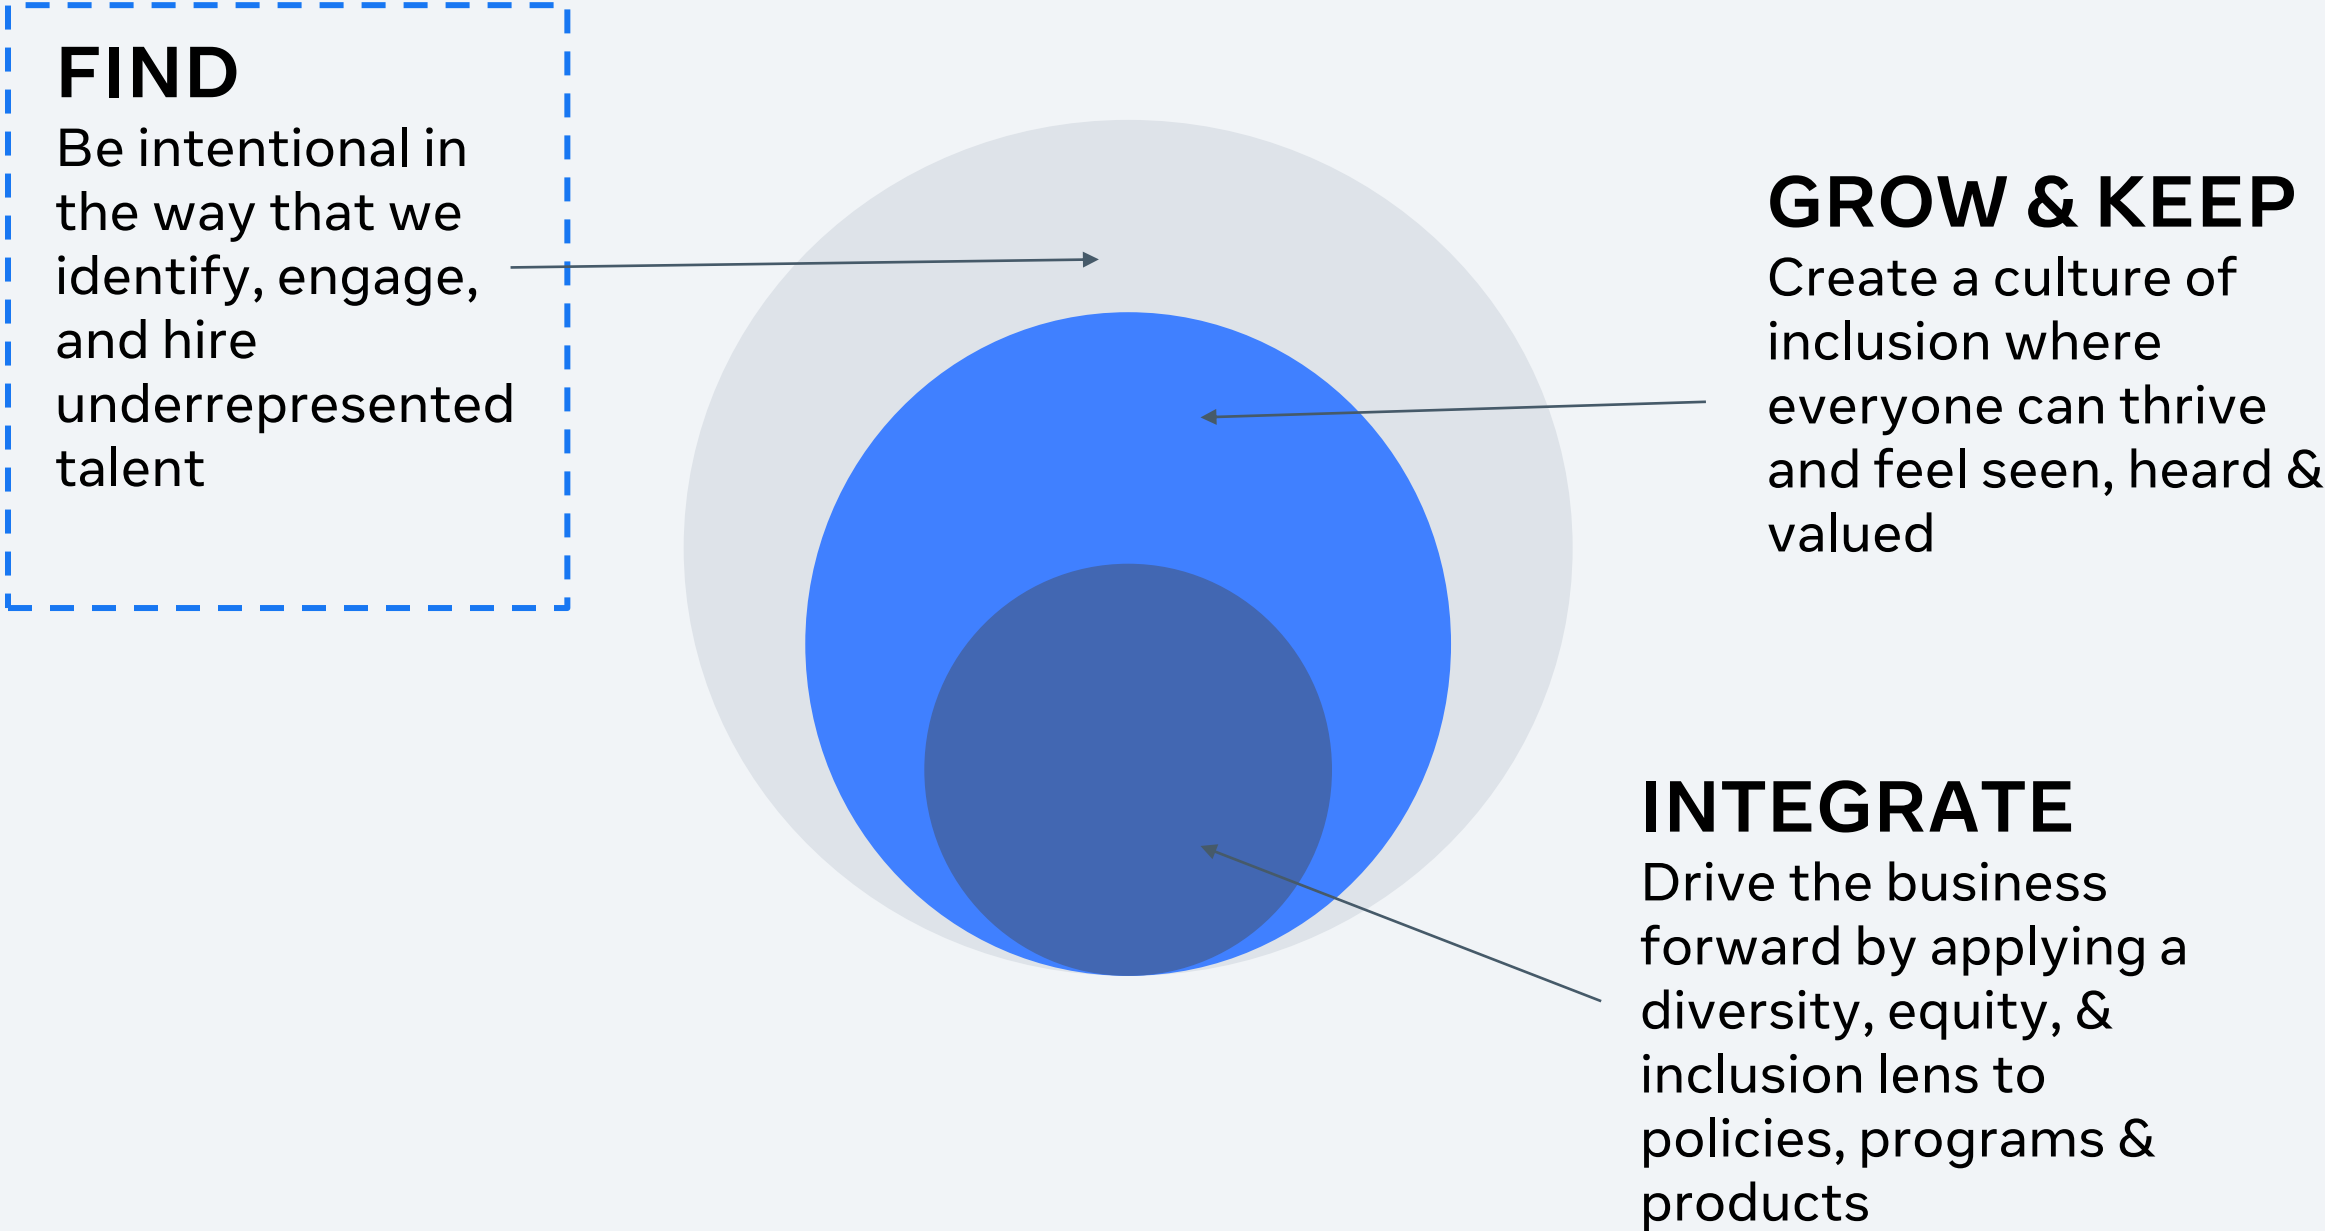 FIND
Be intentional in
the way that we
identify, engage,
and hire
underrepresented
talent
GROW & KEEP
Create a culture of
inclusion where
everyone can thrive
and feel seen, heard &
valued
INTEGRATE
Drive the business
forward by applying a
diversity, equity, &
inclusion lens to
policies, programs &
products